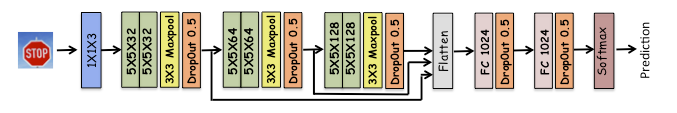 STOP
1X1X3
5X5X32
5X5X32
3X3 Maxpool
DropOut 0.5
5X5X64
5X5X64
3X3 Maxpool
DropOut 0.5
5X5X128
5X5X128
3X3 Maxpool
DropOut 0.5
Flatten
FC 1024
DropOut 0.5
FC 1024
DropOut 0.5
Softmax
Prediction